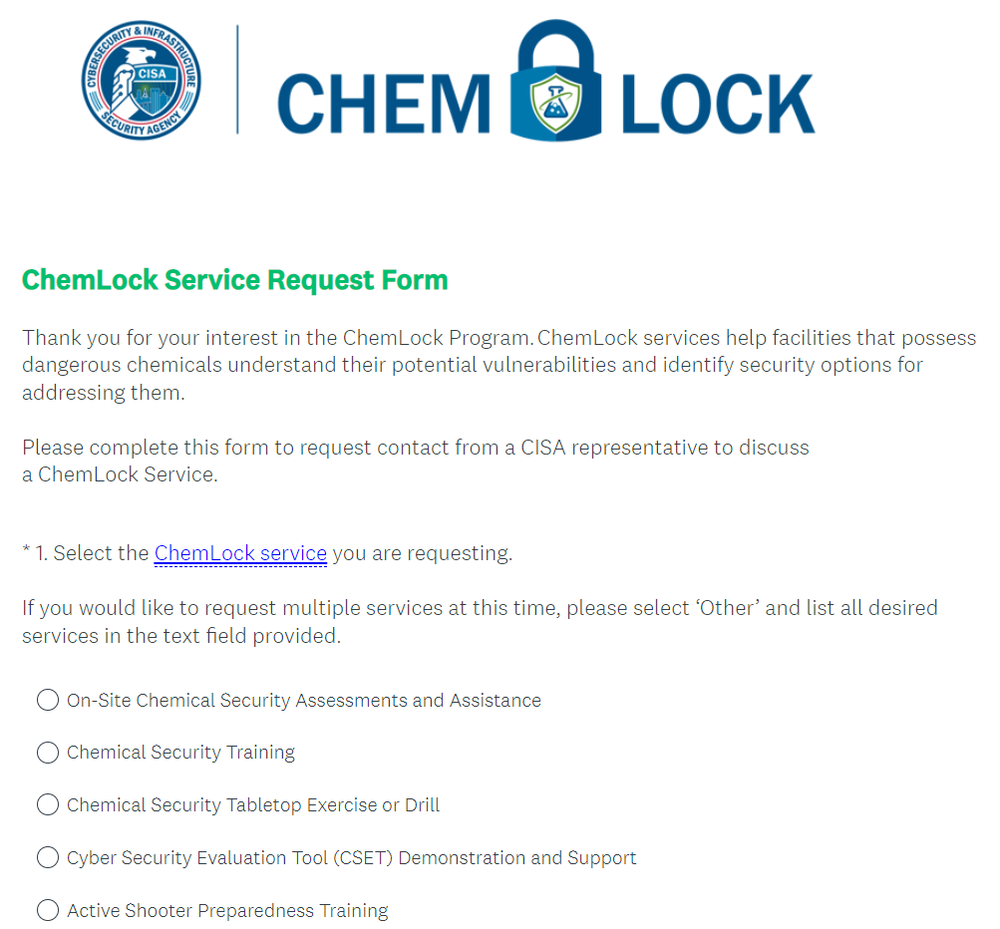 CYBERSECURITY & INFRASTRUCTURE
SECURITY AGENCY
CISA
CHEM LOCK
ChemLock Service Request Form
Thank you for your interest in the ChemLock Program. ChemLock services help facilities that possess
dangerous chemicals understand their potential vulnerabilities and identify security options for
addressing them.
Please complete this form to request contact from a CISA representative to discuss
a ChemLock Service.
* 1. Select the ChemLock service you are requesting.
If you would like to request multiple services at this time, please select ‘Other’ and list all desired
services in the text field provided.
On-Site Chemical Security Assessments and Assistance
Chemical Security Training
Chemical Security Tabletop Exercise or Drill
Cyber Security Evaluation Tool (CSET) Demonstration and Support
Active Shooter Preparedness Training